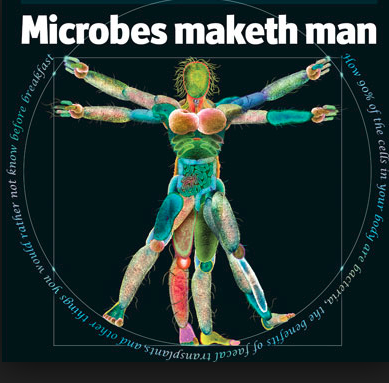 Microbes maketh man
How 90% of the cells in your body are bacteria, the benefits of faecal transplants, and other things you would rather not know before breakfast